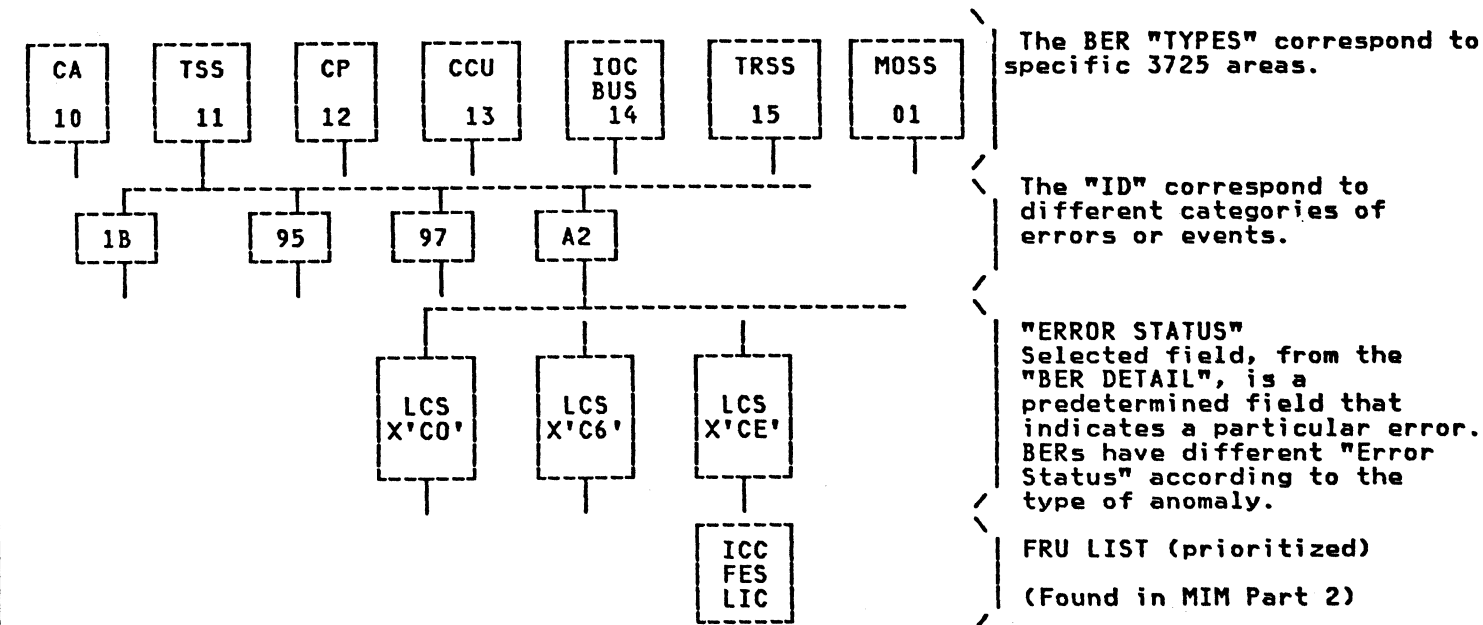 CA TSS CP CCU IOC BUS TRSS MOSS
10 11 12 13 14 15 01
The BER "TYPES" correspond to
specific 3725 areas.
1B 95 97 A2
The "ID" correspond to
different categories of
errors or events.
LCS LCS LCS
X'C0' X'C6' X'CE'
"ERROR STATUS"
Selected field, from the
"BER DETAIL", is a
predetermined field that
indicates a particular error.
BERs have different "Error
Status" according to the
type of anomaly.
ICC
FES
LIC
FRU LIST (prioritized)
(Found in MIM Part 2)